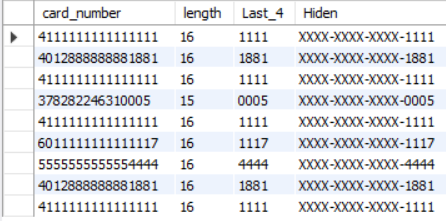 card_number length Last_4 Hiden
4111111111111111 16 1111 XXXX-XXXX-XXXX-1111
4012888888881881 16 1881 XXXX-XXXX-XXXX-1881
4111111111111111 16 1111 XXXX-XXXX-XXXX-1111
378282246310005 15 0005 XXXX-XXXX-XXXX-0005
4111111111111111 16 1111 XXXX-XXXX-XXXX-1111
6011111111111117 16 1117 XXXX-XXXX-XXXX-1117
5555555555554444 16 4444 XXXX-XXXX-XXXX-4444
4012888888881881 16 1881 XXXX-XXXX-XXXX-1881
4111111111111111 16 1111 XXXX-XXXX-XXXX-1111